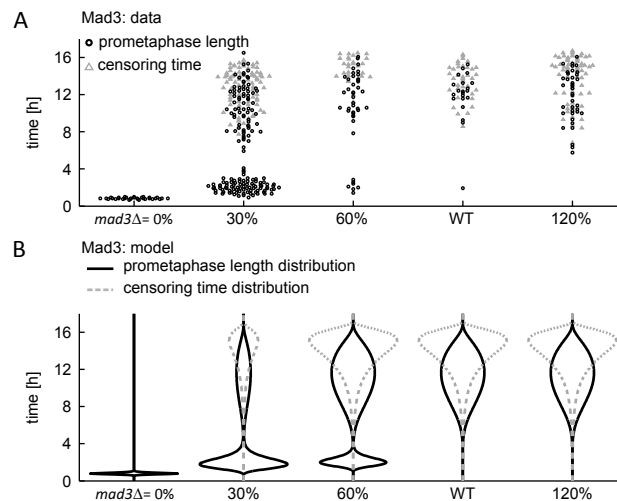 A
Mad3: data
prometaphase length
censoring time
time [h]
16
12
8
4
0
mad3Δ= 0%
30%
60%
WT
120%
B
Mad3: model
prometaphase length distribution
censoring time distribution
time [h]
16
12
8
4
0
mad3Δ= 0%
30%
60%
WT
120%